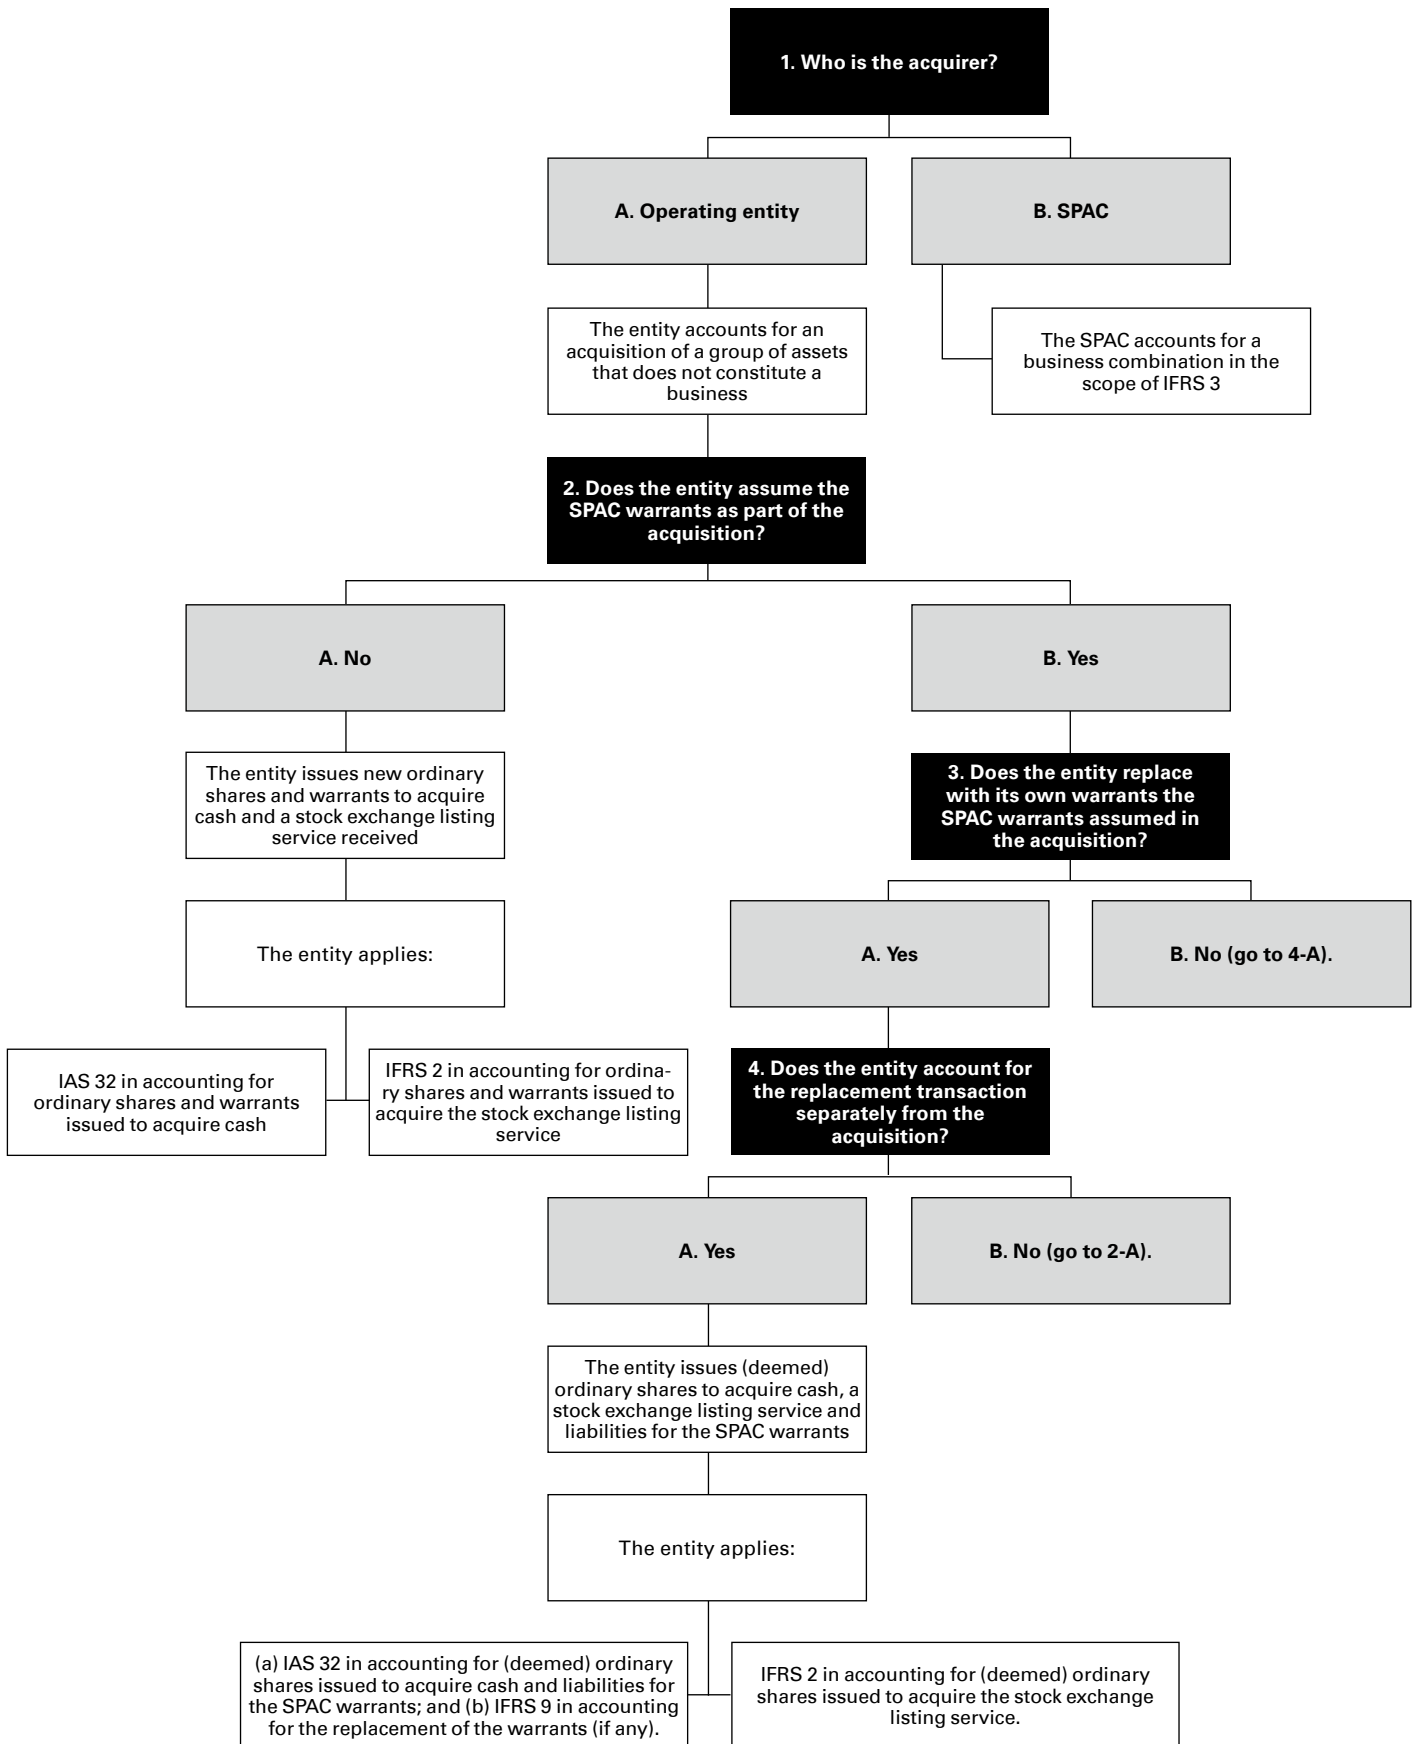 1. Who is the acquirer?
A. Operating entity
B. SPAC
The entity accounts for an
acquisition of a group of assets
that does not constitute a
business
The SPAC accounts for a
business combination in the
scope of IFRS 3
2. Does the entity assume the
SPAC warrants as part of the
acquisition?
A. No
B. Yes
The entity issues new ordinary
shares and warrants to acquire
cash and a stock exchange listing
service received
3. Does the entity replace
with its own warrants the
SPAC warrants assumed in
the acquisition?
The entity applies:
A. Yes
B. No (go to 4-A).
IAS 32 in accounting for
ordinary shares and warrants
issued to acquire cash
IFRS 2 in accounting for ordina-
ry shares and warrants issued to
acquire the stock exchange listing
service
4. Does the entity account for
the replacement transaction
separately from the
acquisition?
A. Yes
B. No (go to 2-A).
The entity issues (deemed)
ordinary shares to acquire cash, a
stock exchange listing service and
liabilities for the SPAC warrants
The entity applies:
(a) IAS 32 in accounting for (deemed) ordinary
shares issued to acquire cash and liabilities for
the SPAC warrants; and (b) IFRS 9 in accounting
for the replacement of the warrants (if any).
IFRS 2 in accounting for (deemed) ordinary
shares issued to acquire the stock exchange
listing service.